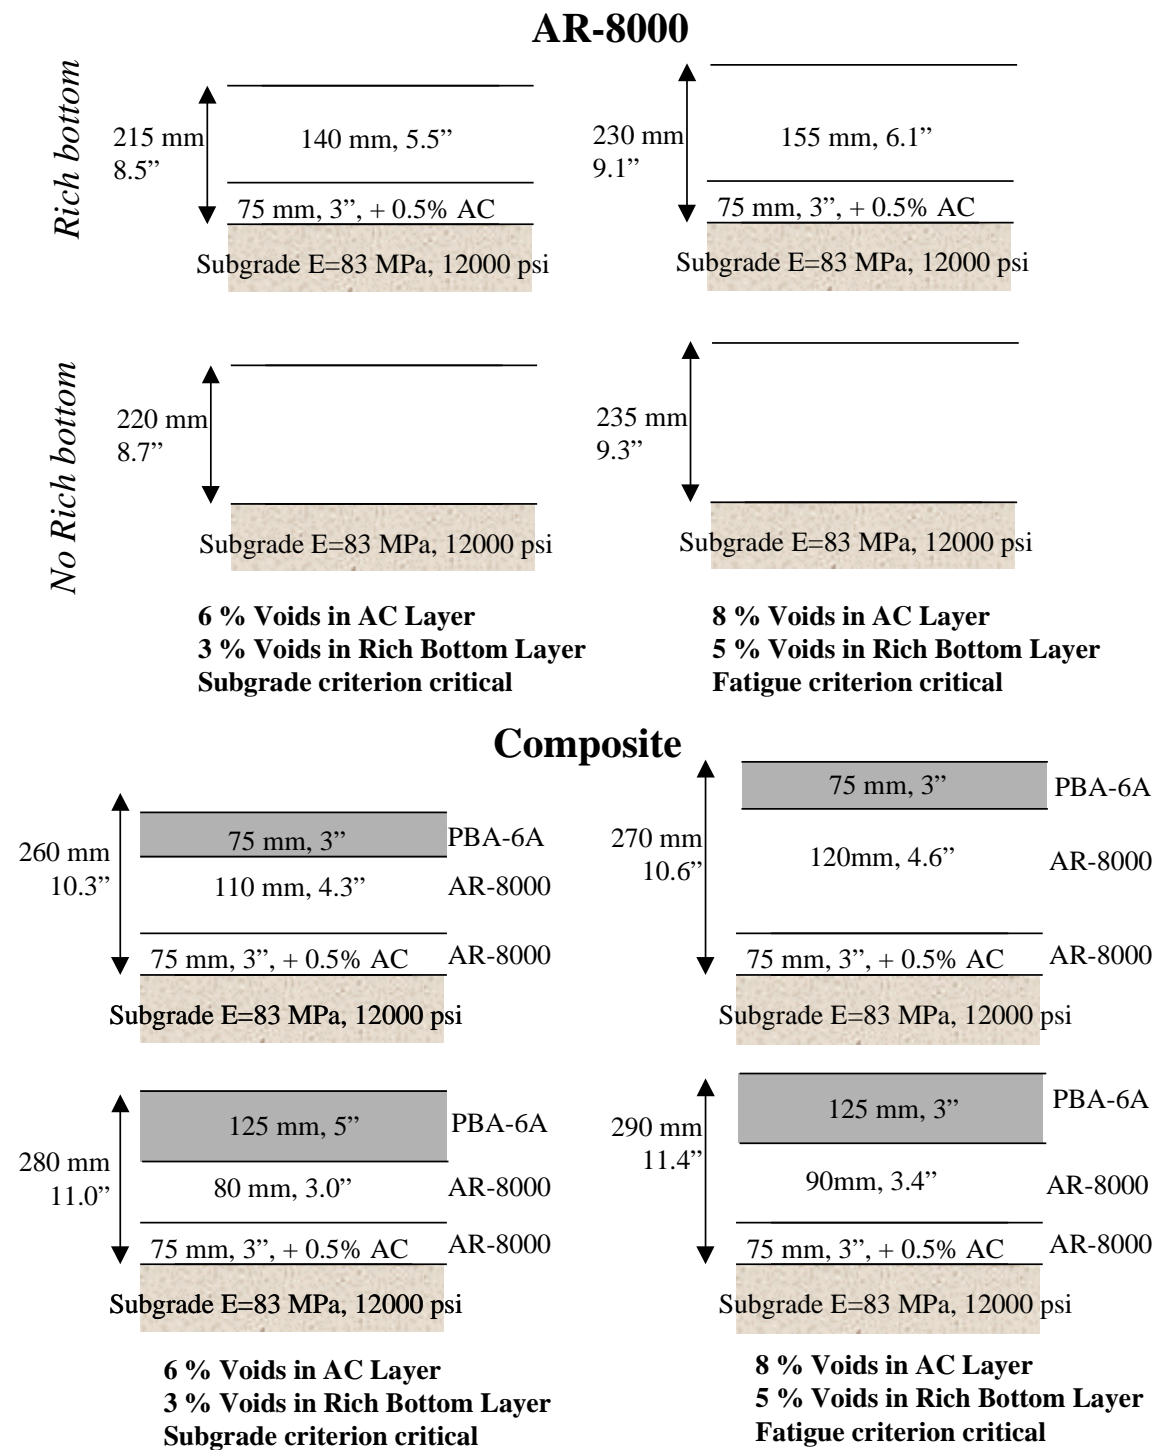 AR-8000
Rich bottom
215 mm
8.5”
140 mm, 5.5”
75 mm, 3”, + 0.5% AC
Subgrade E=83 MPa, 12000 psi
230 mm
9.1”
155 mm, 6.1”
75 mm, 3”, + 0.5% AC
Subgrade E=83 MPa, 12000 psi
No Rich bottom
220 mm
8.7”
Subgrade E=83 MPa, 12000 psi
235 mm
9.3”
Subgrade E=83 MPa, 12000 psi
6 % Voids in AC Layer
3 % Voids in Rich Bottom Layer
Subgrade criterion critical
8 % Voids in AC Layer
5 % Voids in Rich Bottom Layer
Fatigue criterion critical
Composite
260 mm
10.3”
75 mm, 3”
PBA-6A
110 mm, 4.3”
AR-8000
75 mm, 3”, + 0.5% AC
AR-8000
Subgrade E=83 MPa, 12000 psi
270 mm
10.6”
75 mm, 3”
PBA-6A
120mm, 4.6”
AR-8000
75 mm, 3”, + 0.5% AC
AR-8000
Subgrade E=83 MPa, 12000 psi
280 mm
11.0”
125 mm, 5”
PBA-6A
80 mm, 3.0”
AR-8000
75 mm, 3”, + 0.5% AC
AR-8000
Subgrade E=83 MPa, 12000 psi
290 mm
11.4”
125 mm, 3”
PBA-6A
90mm, 3.4”
AR-8000
75 mm, 3”, + 0.5% AC
AR-8000
Subgrade E=83 MPa, 12000 psi
6 % Voids in AC Layer
3 % Voids in Rich Bottom Layer
Subgrade criterion critical
8 % Voids in AC Layer
5 % Voids in Rich Bottom Layer
Fatigue criterion critical